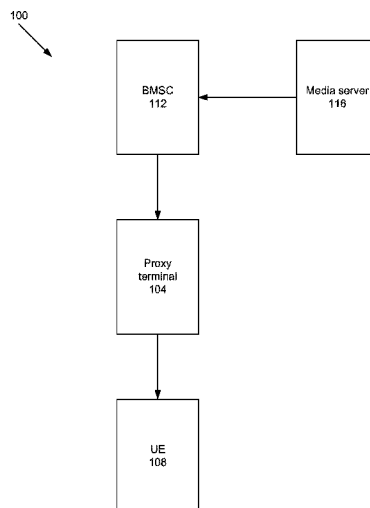 100
BMSC
112
Media server
116
Proxy
terminal
104
UE
108